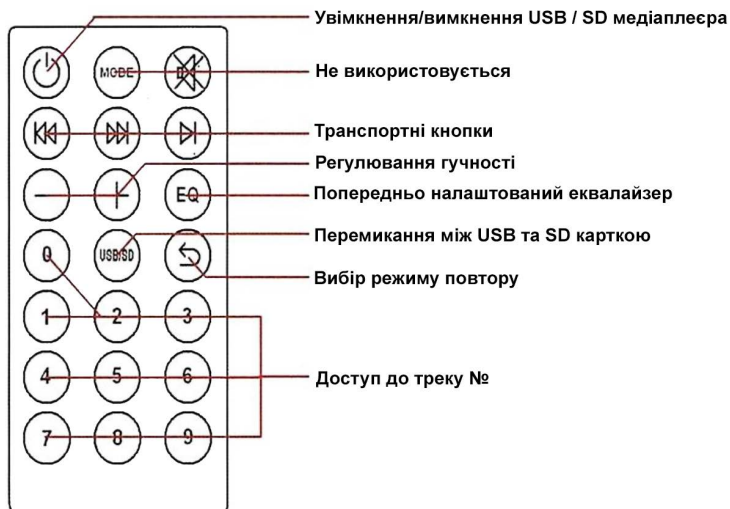 Увімкнення/вимкнення USB / SD медіаплеєра
MODE
Не використовується
Транспортні кнопки
Регулювання гучності
EQ
Попередньо налаштований еквалайзер
Перемикання між USB та SD карткою
0
USB/SD
Вибір режиму повтору
1 2 3
4 5 6
Доступ до треку №
7 8 9